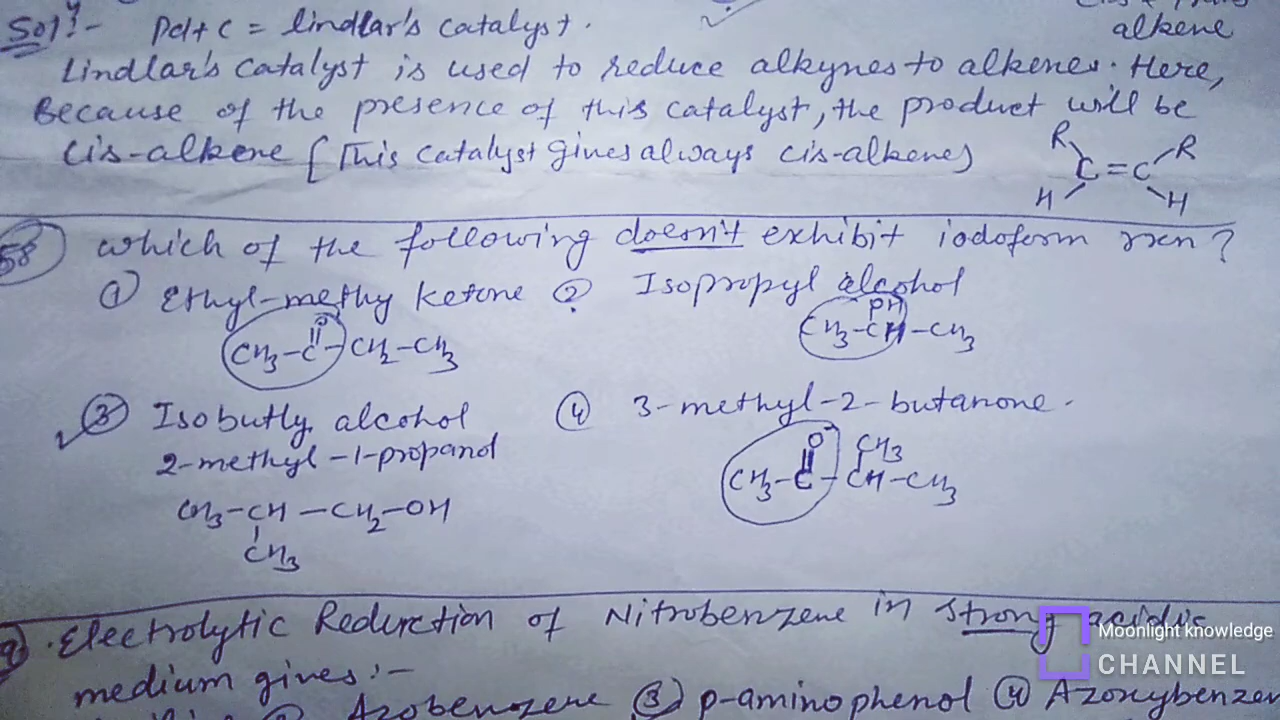 alkene
Solⁿ:- Pd+C = lindlar's catalyst.
Lindlar's catalyst is used to reduce alkynes to alkenes. Here,
Because of the presence of this catalyst, the product will be
Cis-alkene [This catalyst gives always cis-alkene)
R R
C=C
H H
58 which of the following doesn't exhibit iodoform rxn?
① Ethyl-methy ketone ② Isopropyl alcohol
O OH
CH3-C-CH2-CH3 CH3-CH-CH3
③ Isobutly alcohol ④ 3-methyl-2-butanone.
2-methyl-1-propanol
O CH3
CH3-C-CH-CH3
CH3-CH-CH2-OH
CH3
9. Electrolytic Reduction of Nitrobenzene in strong acidic
medium gives:-
Azobenzene ③ p-aminophenol ④ Azoxybenzen
Moonlight knowledge
CHANNEL